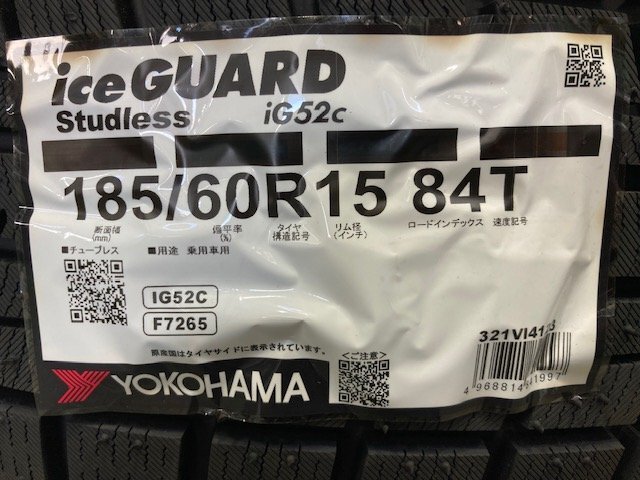 iceGUARD
Studless iG52c
185/60R15 84T
断面幅(mm) 偏平率(%) タイヤ構造記号 リム径(インチ) ロードインデックス 速度記号
■チューブレス ■用途 乗用車用
IG52C
F7265
原産国はタイヤサイドに表示されています。
<ご注意>
YOKOHAMA